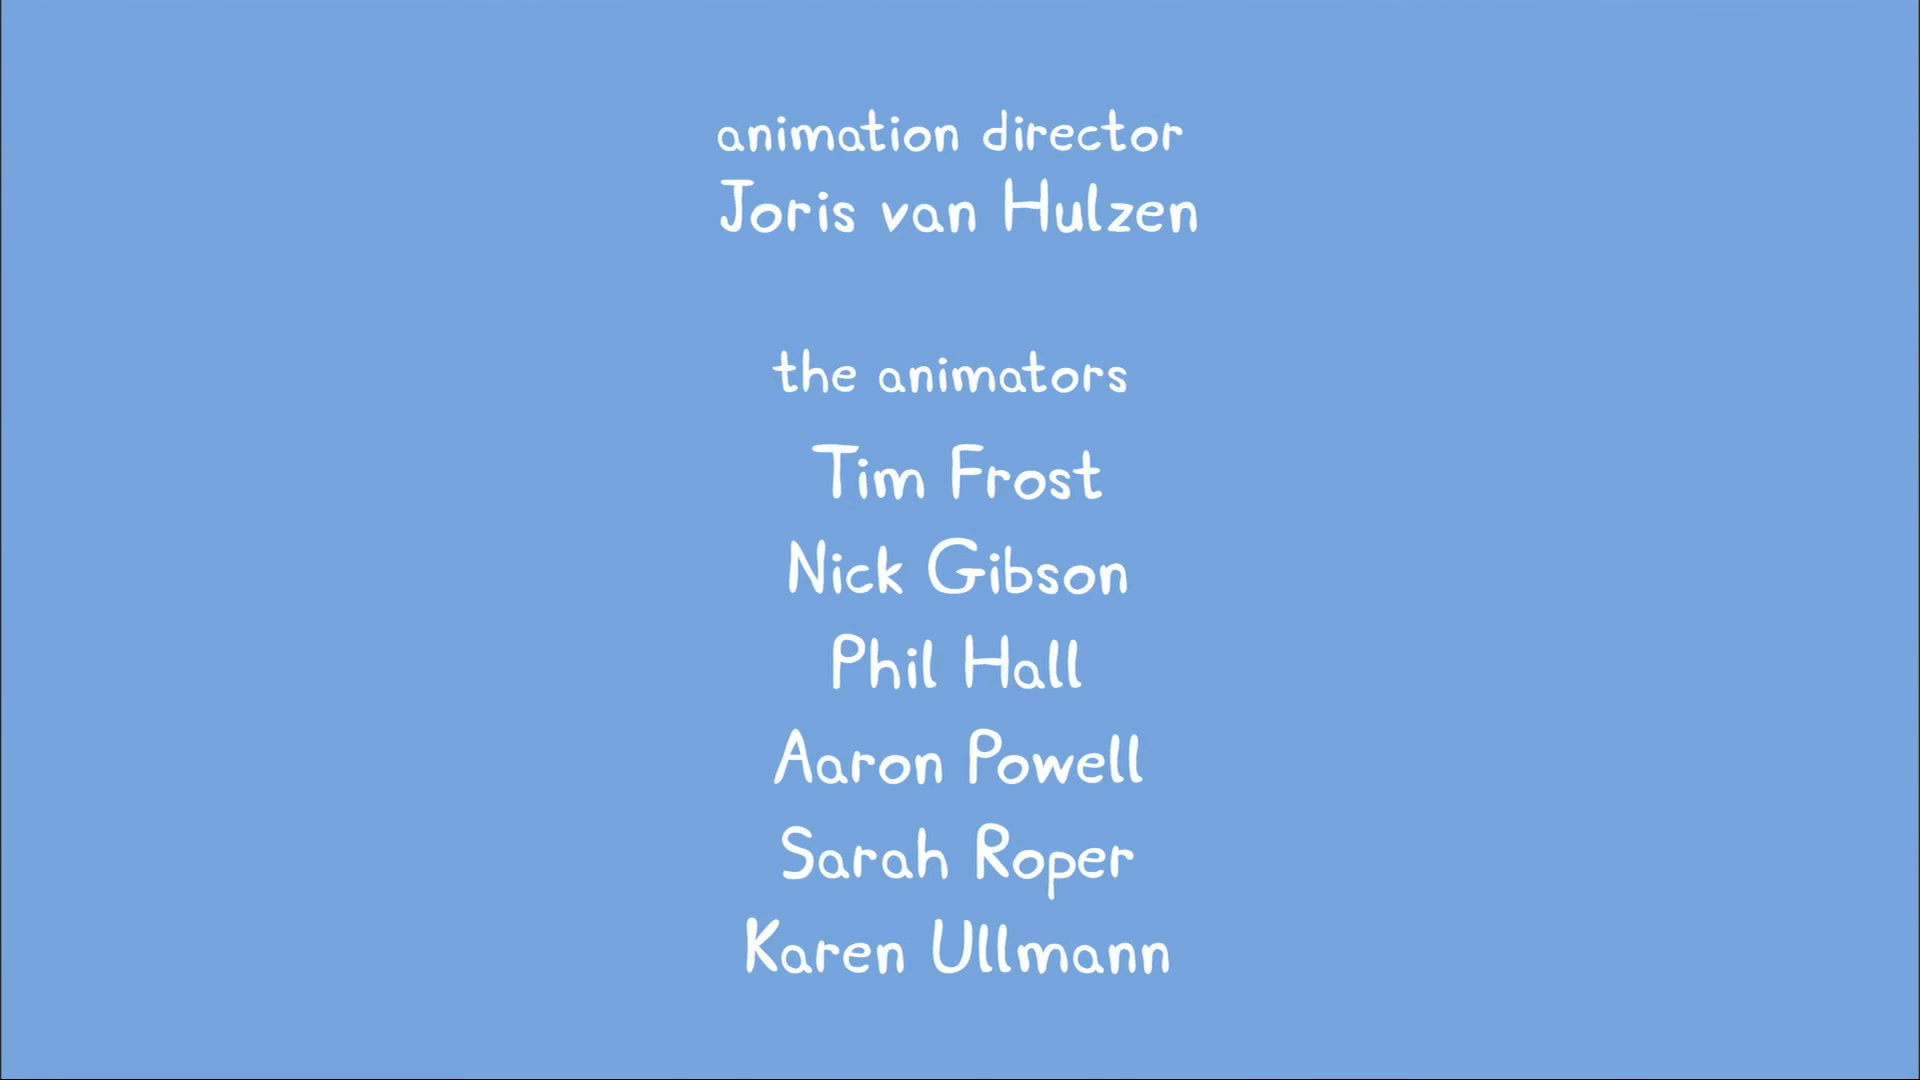 animation director
Joris van Hulzen
the animators
Tim Frost
Nick Gibson
Phil Hall
Aaron Powell
Sarah Roper
Karen Ullmann